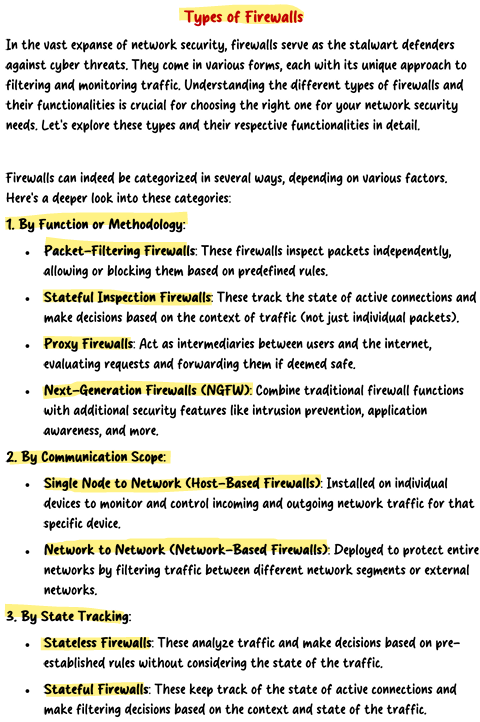 Types of Firewalls
In the vast expanse of network security, firewalls serve as the stalwart defenders
against cyber threats. They come in various forms, each with its unique approach to
filtering and monitoring traffic. Understanding the different types of firewalls and
their functionalities is crucial for choosing the right one for your network security
needs. Let's explore these types and their respective functionalities in detail.
Firewalls can indeed be categorized in several ways, depending on various factors.
Here's a deeper look into these categories:
1. By Function or Methodology:
• Packet-Filtering Firewalls: These firewalls inspect packets independently,
allowing or blocking them based on predefined rules.
• Stateful Inspection Firewalls: These track the state of active connections and
make decisions based on the context of traffic (not just individual packets).
• Proxy Firewalls: Act as intermediaries between users and the internet,
evaluating requests and forwarding them if deemed safe.
• Next-Generation Firewalls (NGFW): Combine traditional firewall functions
with additional security features like intrusion prevention, application
awareness, and more.
2. By Communication Scope:
• Single Node to Network (Host-Based Firewalls): Installed on individual
devices to monitor and control incoming and outgoing network traffic for that
specific device.
• Network to Network (Network-Based Firewalls): Deployed to protect entire
networks by filtering traffic between different network segments or external
networks.
3. By State Tracking:
• Stateless Firewalls: These analyze traffic and make decisions based on pre-
established rules without considering the state of the traffic.
• Stateful Firewalls: These keep track of the state of active connections and
make filtering decisions based on the context and state of the traffic.